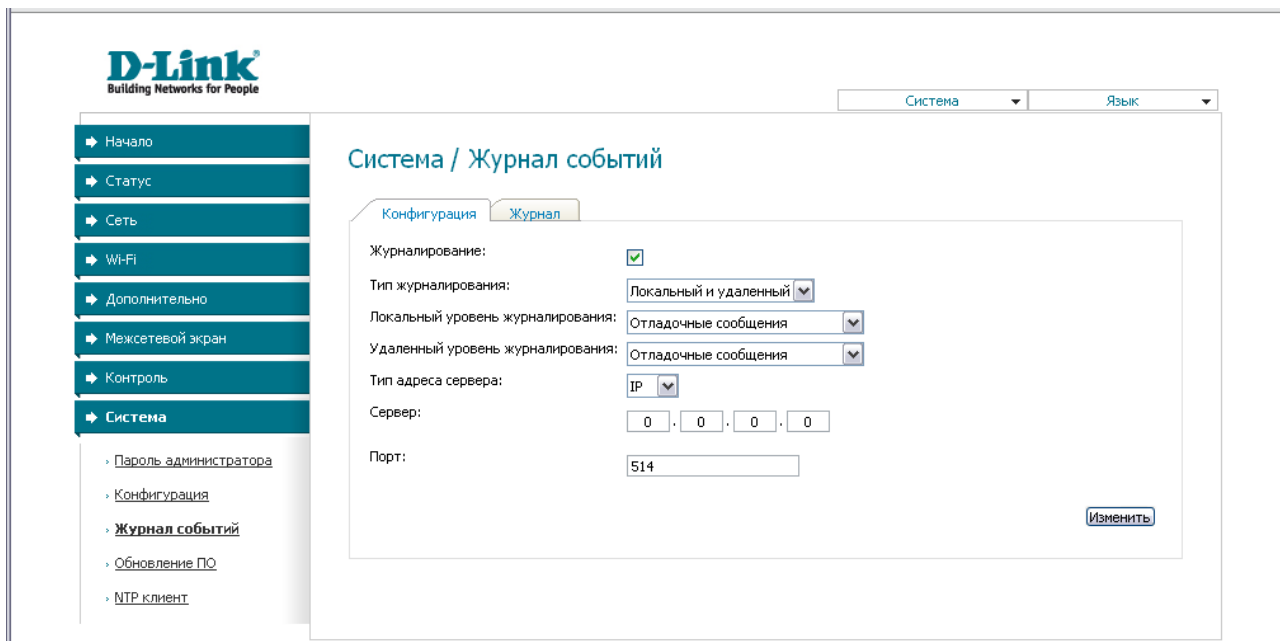 D-Link
Building Networks for People
Система
Язык
Начало
Статус
Сеть
Wi-Fi
Дополнительно
Межсетевой экран
Контроль
Система
Пароль администратора
Конфигурация
Журнал событий
Обновление ПО
NTP клиент
Система / Журнал событий
Конфигурация
Журнал
Журналирование:
Тип журналирования: Локальный и удаленный
Локальный уровень журналирования: Отладочные сообщения
Удаленный уровень журналирования: Отладочные сообщения
Тип адреса сервера: IP
Сервер: 0 . 0 . 0 . 0
Порт: 514
Изменить